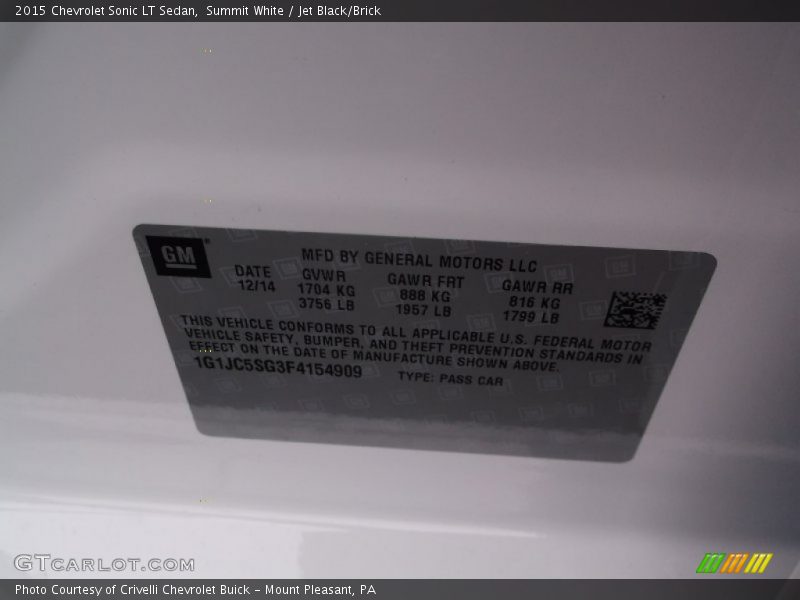 2015 Chevrolet Sonic LT Sedan,  Summit White / Jet Black/Brick
GM
MFD BY GENERAL MOTORS LLC
DATE GVWR GAWR FRT GAWR RR
12/14 1704 KG 888 KG 816 KG
3756 LB 1957 LB 1799 LB
THIS VEHICLE CONFORMS TO ALL APPLICABLE U.S. FEDERAL MOTOR
VEHICLE SAFETY, BUMPER, AND THEFT PREVENTION STANDARDS IN
EFFECT ON THE DATE OF MANUFACTURE SHOWN ABOVE.
1G1JC5SG3F4154909 TYPE: PASS CAR
GTCARLOT.COM
Photo Courtesy of Crivelli Chevrolet Buick - Mount Pleasant, PA